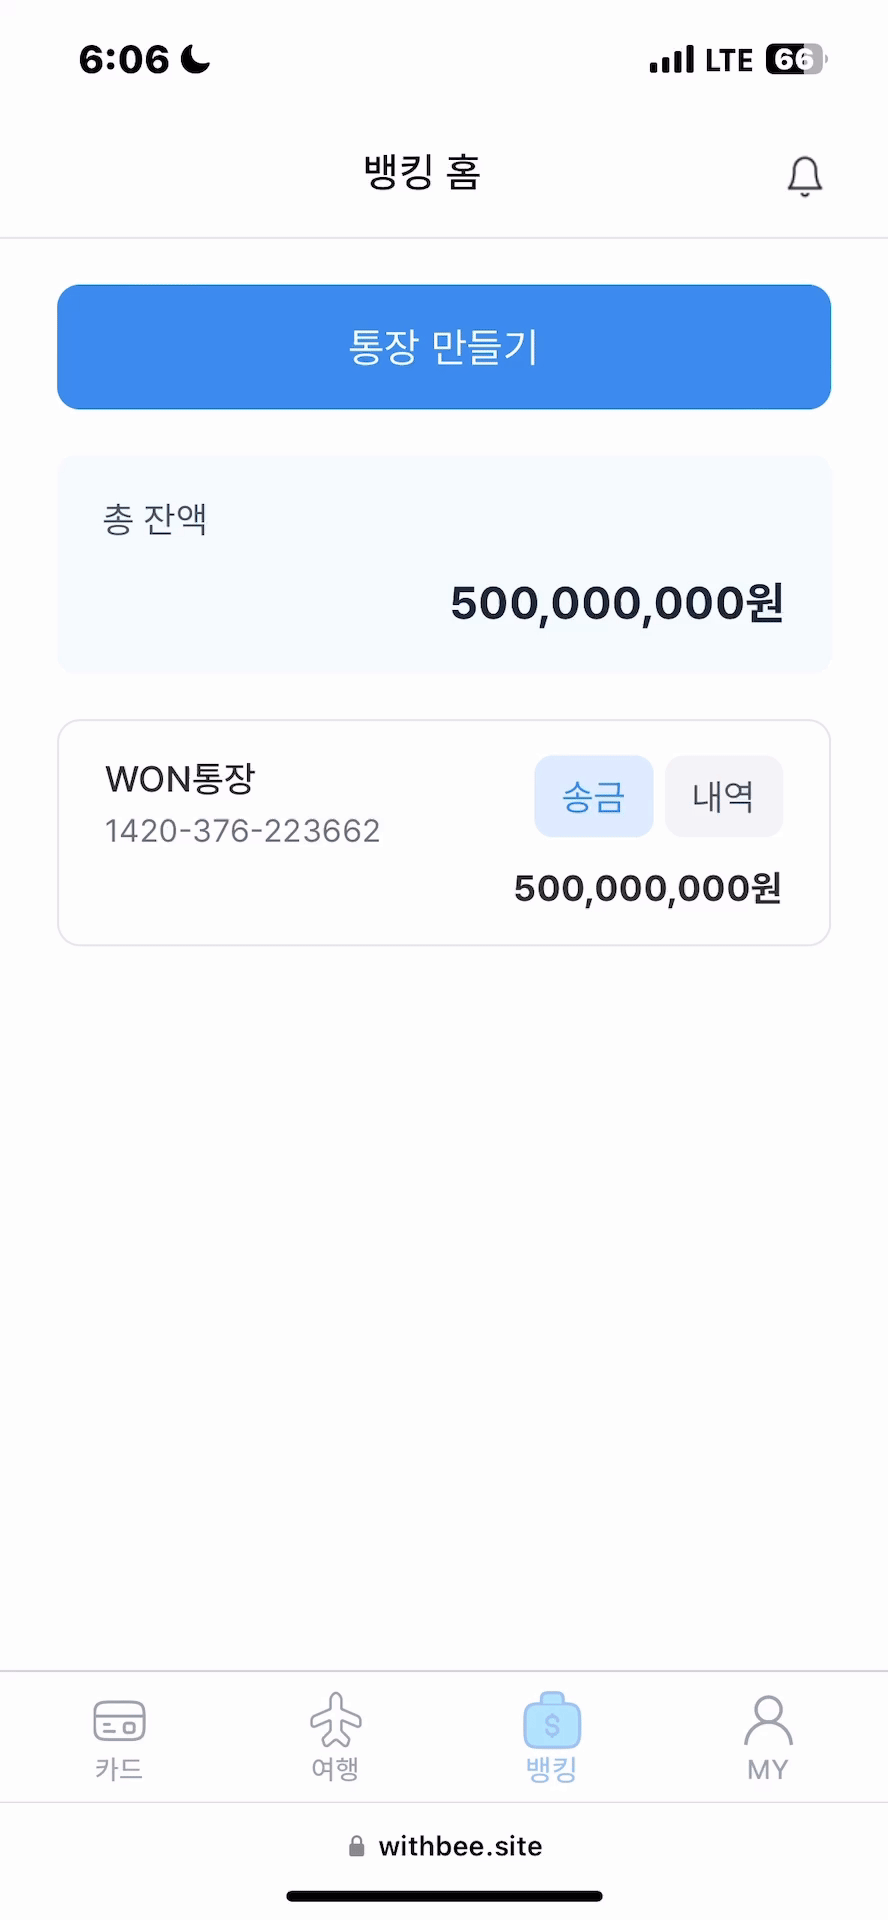 6:06 LTE 66
뱅킹 홈
통장 만들기
총 잔액
500,000,000원
WON통장
1420-376-223662
송금 내역
500,000,000원
카드 여행 뱅킹 MY
withbee.site